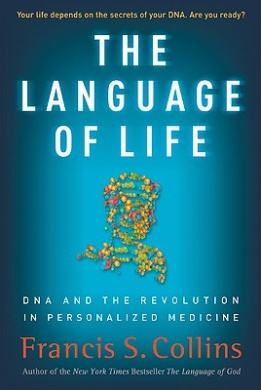 Your life depends on the secrets of your DNA. Are you ready?
THE
LANGUAGE
OF LIFE
DNA AND THE REVOLUTION
IN PERSONALIZED MEDICINE
Francis S. Collins
Author of the New York Times Bestseller The Language of God